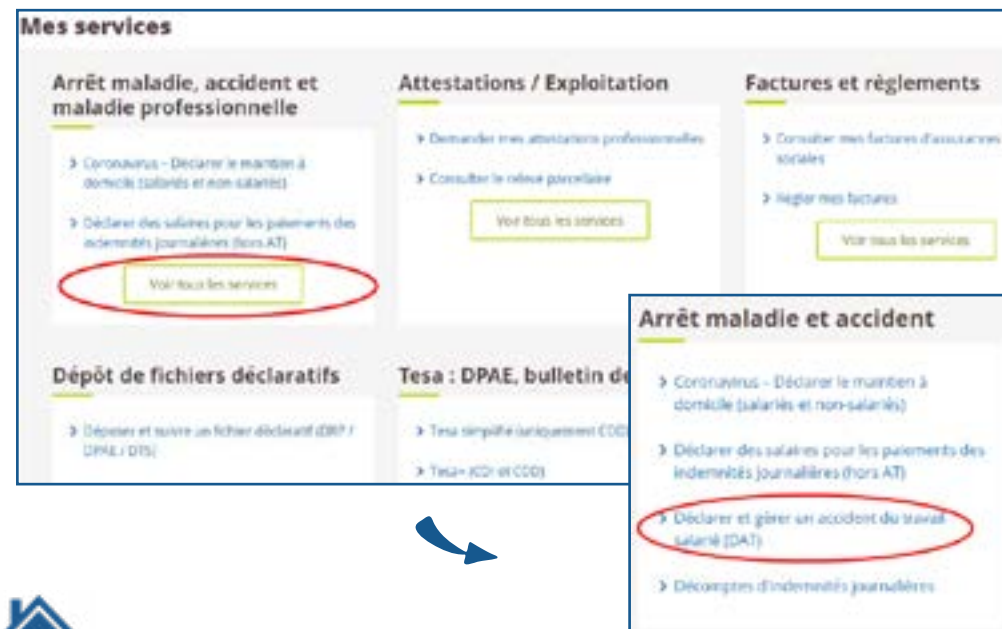 Mes services
Arrêt maladie, accident et
maladie professionnelle
> Coronavirus - Déclarer le maintien à
domicile (salariés et non-salariés)
> Déclarer des salaires pour les paiements des
indemnités journalières (hors AT)
Voir tous les services
Attestations / Exploitation
> Demander mes attestations professionnelles
> Consulter le relevé parcellaire
Voir tous les services
Factures et règlements
> Consulter mes factures d'assurances
sociales
> Régler mes factures
Voir tous les services
Dépôt de fichiers déclaratifs
> Déposer et suivre un fichier déclaratif (DRP /
DPAE / DTS)
Tesa : DPAE, bulletin de
> Tesa simplifié (uniquement CDD)
> Tesa+ (CDI et CDD)
Arrêt maladie et accident
> Coronavirus - Déclarer le maintien à
domicile (salariés et non-salariés)
> Déclarer des salaires pour les paiements des
indemnités journalières (hors AT)
> Déclarer et gérer un accident du travail
salarié (DAT)
> Décomptes d'indemnités journalières